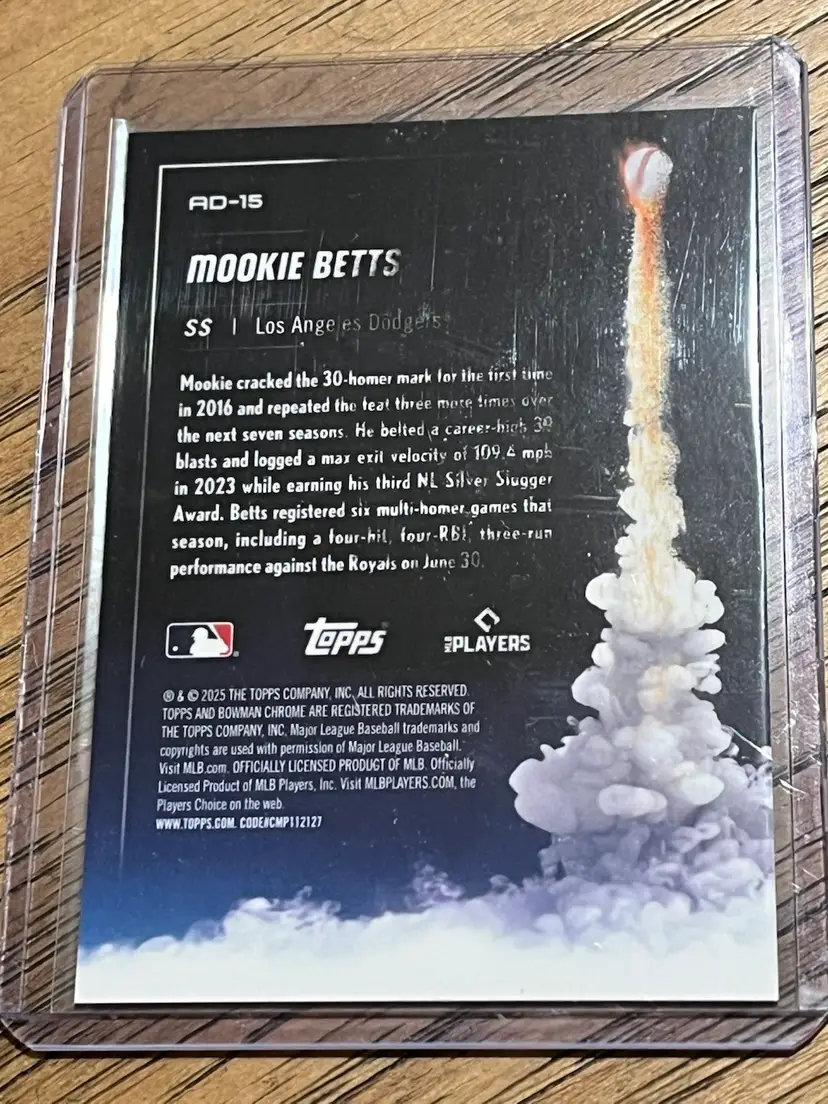 AD-15
MOOKIE BETTS
SS | Los Angeles Dodgers
Mookie cracked the 30-homer mark for the first time
in 2016 and repeated the feat three more times over
the next seven seasons. He belted a career-high 39
blasts and logged a max exit velocity of 109.4 mph
in 2023 while earning his third NL Silver Slugger
Award. Betts registered six multi-homer games that
season, including a four-hit, four-RBI, three-run
performance against the Royals on June 30.
Topps
MLB PLAYERS
® & © 2025 THE TOPPS COMPANY, INC. ALL RIGHTS RESERVED.
TOPPS AND BOWMAN CHROME ARE REGISTERED TRADEMARKS OF
THE TOPPS COMPANY, INC. Major League Baseball trademarks and
copyrights are used with permission of Major League Baseball.
Visit MLB.com. OFFICIALLY LICENSED PRODUCT OF MLB. Officially
Licensed Product of MLB Players, Inc. Visit MLBPLAYERS.COM, the
Players Choice on the web.
WWW.TOPPS.COM. CODE#CMP112127